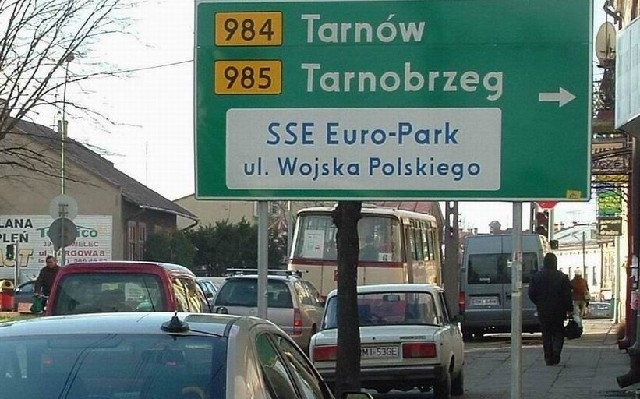 984 Tarnów
985 Tarnobrzeg
SSE Euro-Park
ul. Wojska Polskiego